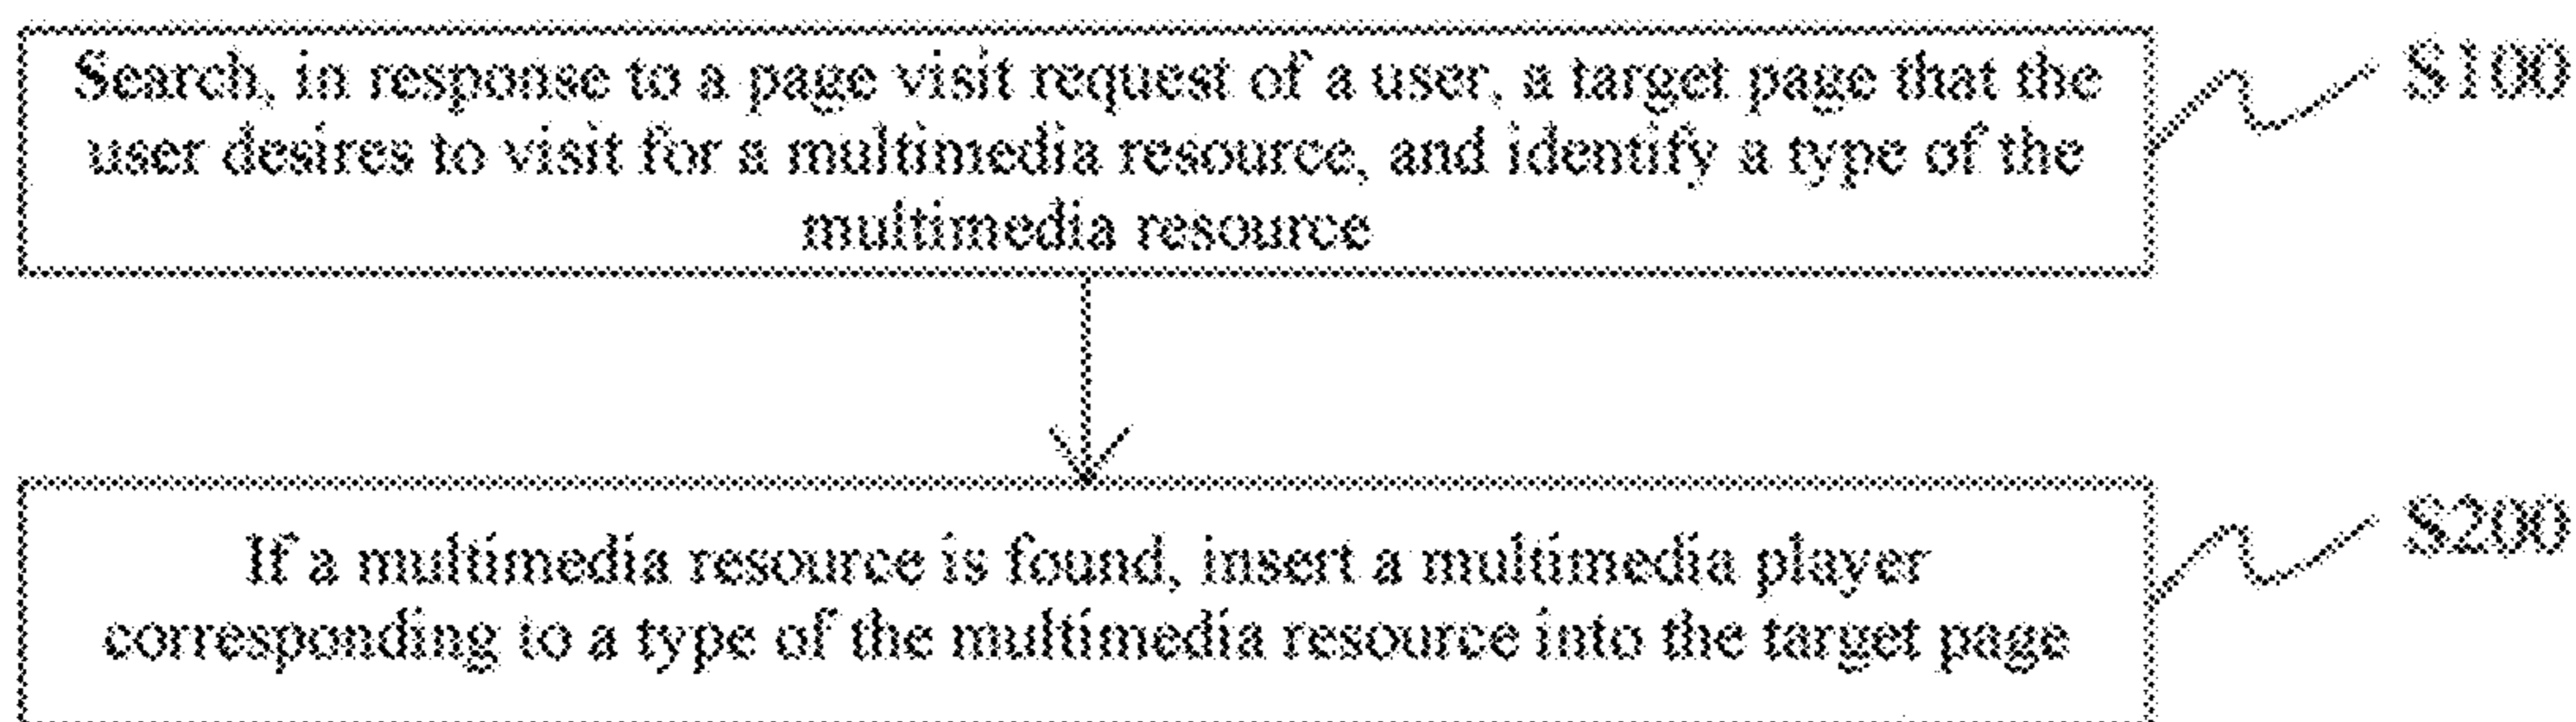 Search, in response to a page visit request of a user, a target page that the
user desires to visit for a multimedia resource, and identify a type of the
multimedia resource
S100
If a multimedia resource is found, insert a multimedia player
corresponding to a type of the multimedia resource into the target page
S200